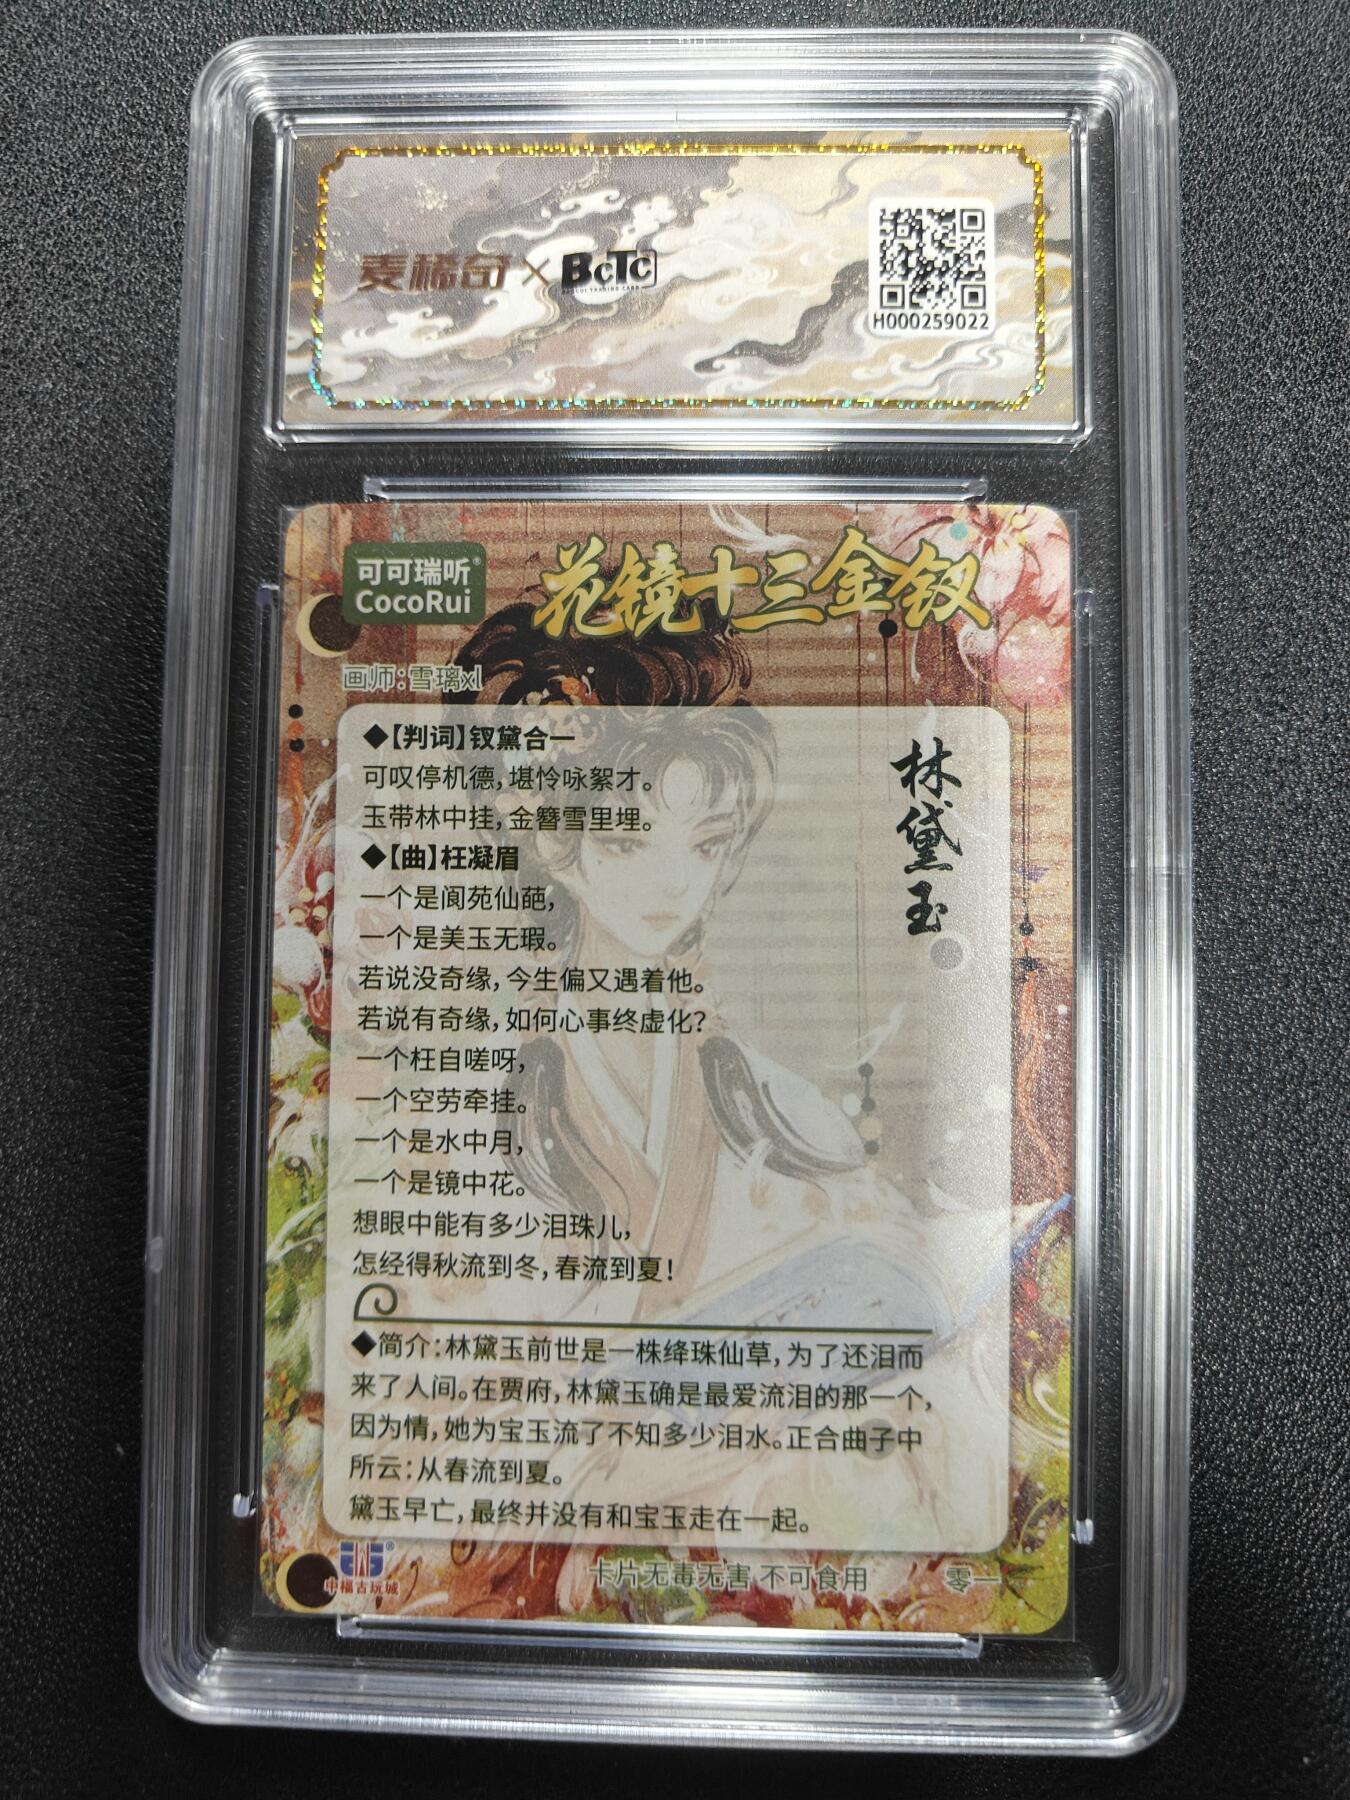 麦稀奇×BCTC
H000259022
可可瑞听®
CocoRui
花镜十三金钗
画师：雪璃xl
林黛玉
◆【判词】钗黛合一
可叹停机德，堪怜咏絮才。
玉带林中挂，金簪雪里埋。
◆【曲】枉凝眉
一个是阆苑仙葩，
一个是美玉无瑕。
若说没奇缘，今生偏又遇着他。
若说有奇缘，如何心事终虚化？
一个枉自嗟呀，
一个空劳牵挂。
一个是水中月，
一个是镜中花。
想眼中能有多少泪珠儿，
怎经得秋流到冬，春流到夏！
◆简介：林黛玉前世是一株绛珠仙草，为了还泪而
来了人间。在贾府，林黛玉确是最爱流泪的那一个，
因为情，她为宝玉流了不知多少泪水。正合曲子中
所云：从春流到夏。
黛玉早亡，最终并没有和宝玉走在一起。
中福古玩城
卡片无毒无害 不可食用
零一